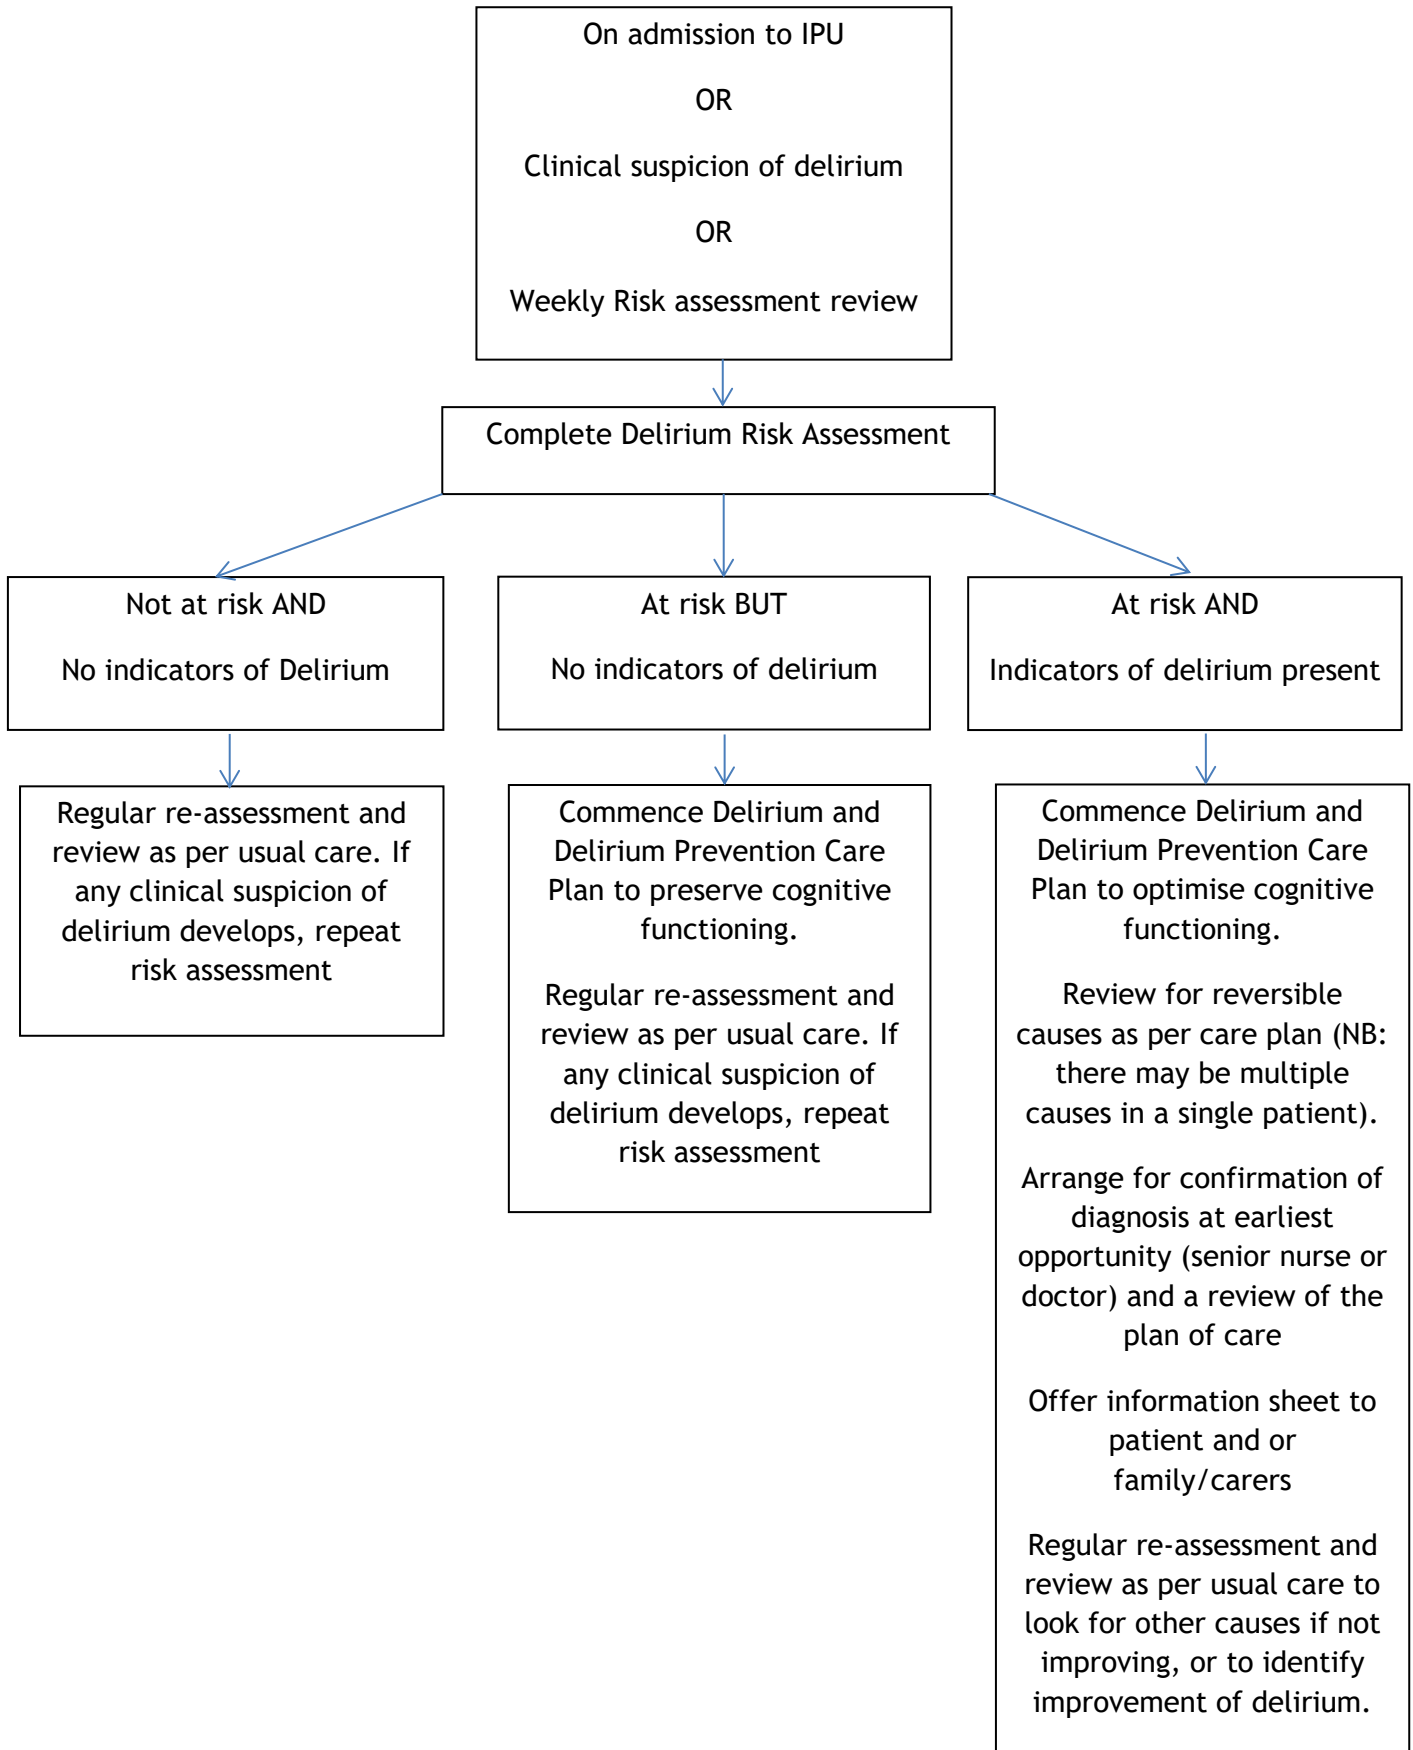 On admission to IPU
OR
Clinical suspicion of delirium
OR
Weekly Risk assessment review
Complete Delirium Risk Assessment
Not at risk AND
No indicators of Delirium
At risk BUT
No indicators of delirium
At risk AND
Indicators of delirium present
Regular re-assessment and
review as per usual care. If
any clinical suspicion of
delirium develops, repeat
risk assessment
Commence Delirium and
Delirium Prevention Care
Plan to preserve cognitive
functioning.
Regular re-assessment and
review as per usual care. If
any clinical suspicion of
delirium develops, repeat
risk assessment
Commence Delirium and
Delirium Prevention Care
Plan to optimise cognitive
functioning.
Review for reversible
causes as per care plan (NB:
there may be multiple
causes in a single patient).
Arrange for confirmation of
diagnosis at earliest
opportunity (senior nurse or
doctor) and a review of the
plan of care
Offer information sheet to
patient and or
family/carers
Regular re-assessment and
review as per usual care to
look for other causes if not
improving, or to identify
improvement of delirium.